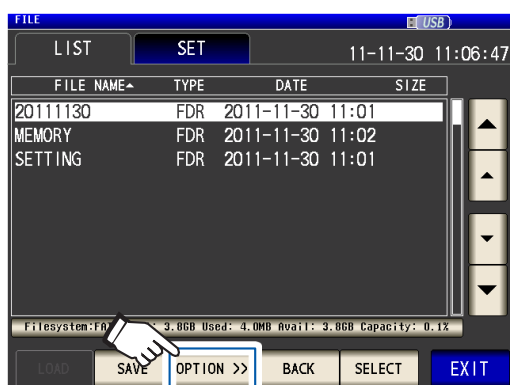 FILE USB
LIST SET 11-11-30 11:06:47
FILE NAME TYPE DATE SIZE
20111130 FDR 2011-11-30 11:01
MEMORY FDR 2011-11-30 11:02
SETTING FDR 2011-11-30 11:01
Filesystem:FA : 3.8GB Used: 4.0MB Avail: 3.8GB Capacity: 0.1%
LOAD SAVE OPTION >> BACK SELECT EXIT